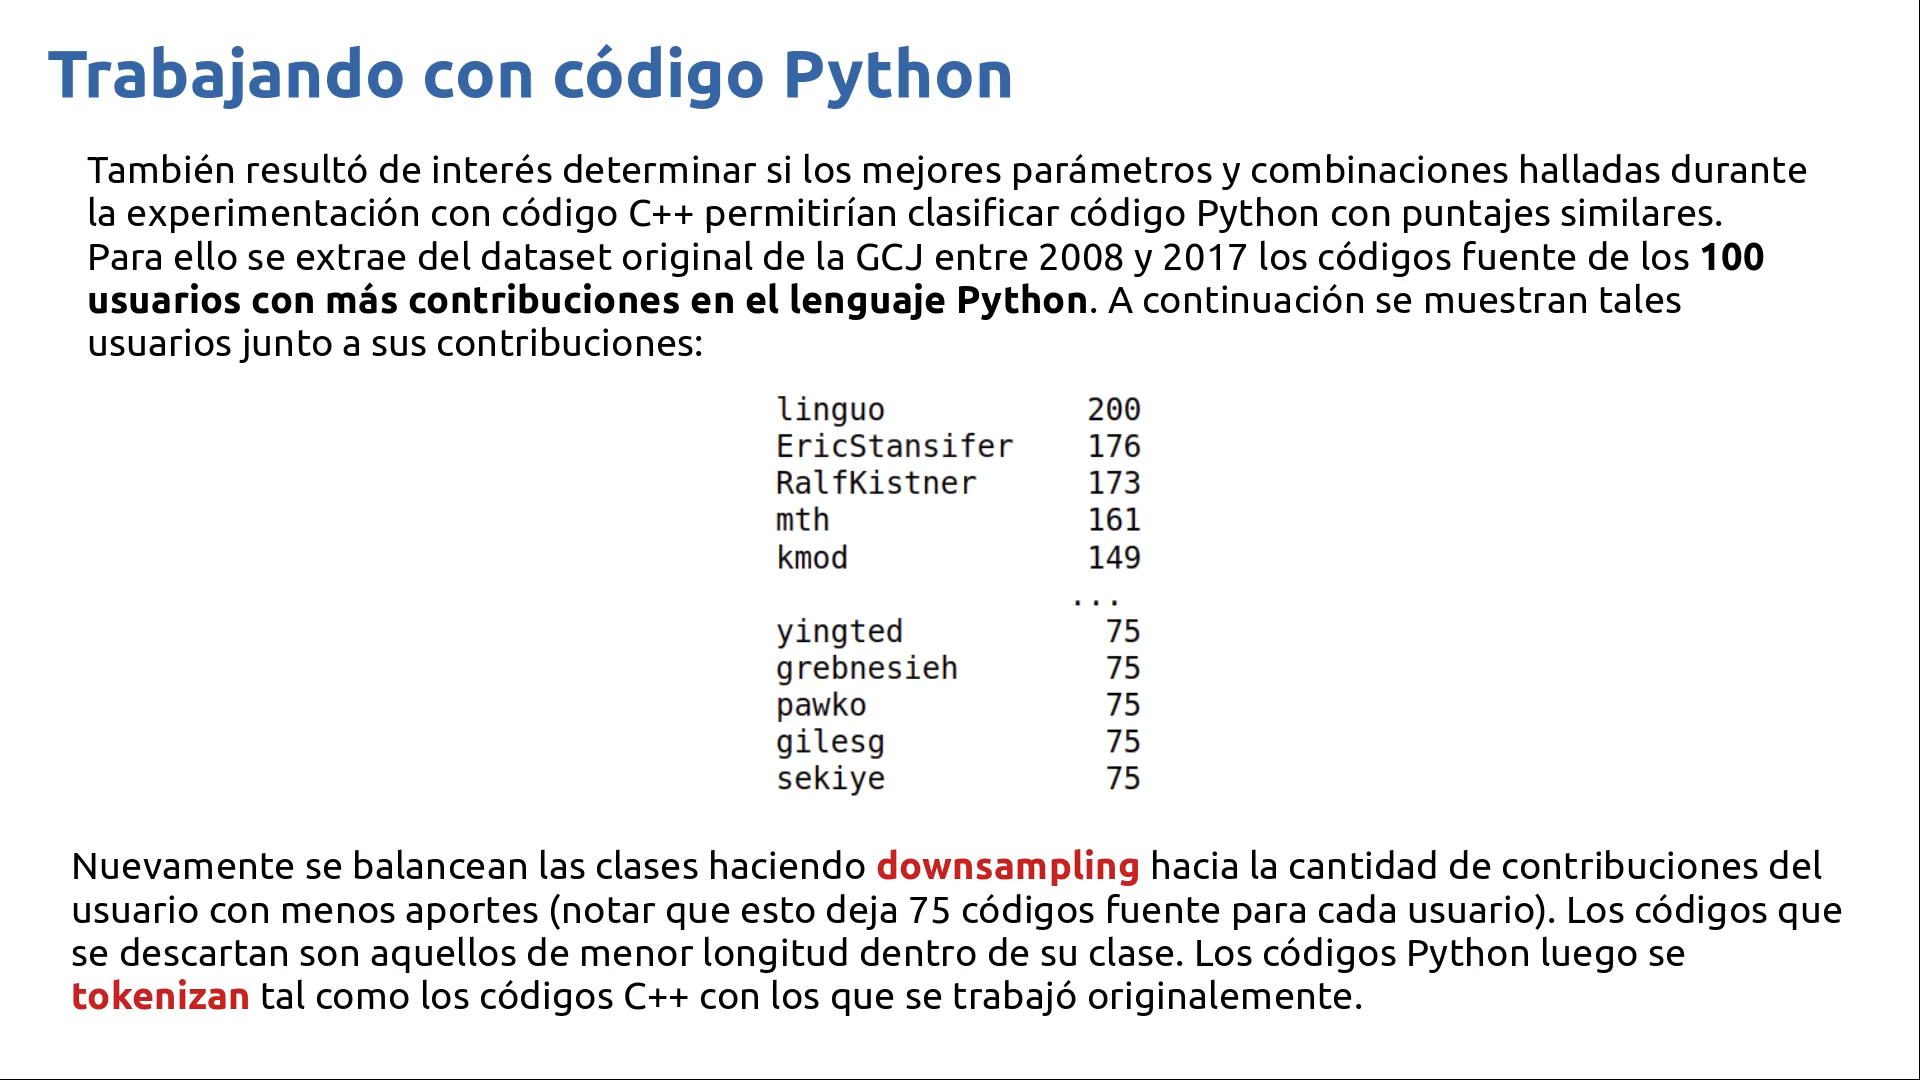 Trabajando con código Python
También resultó de interés determinar si los mejores parámetros y combinaciones halladas durante
la experimentación con código C++ permitirían clasificar código Python con puntajes similares.
Para ello se extrae del dataset original de la GCJ entre 2008 y 2017 los códigos fuente de los 100
usuarios con más contribuciones en el lenguaje Python. A continuación se muestran tales
usuarios junto a sus contribuciones:
linguo 200
EricStansifer 176
RalfKistner 173
mth 161
kmod 149
...
yingted 75
grebnesieh 75
pawko 75
gilesg 75
sekiye 75
Nuevamente se balancean las clases haciendo downsampling hacia la cantidad de contribuciones del
usuario con menos aportes (notar que esto deja 75 códigos fuente para cada usuario). Los códigos que
se descartan son aquellos de menor longitud dentro de su clase. Los códigos Python luego se
tokenizan tal como los códigos C++ con los que se trabajó originalemente.